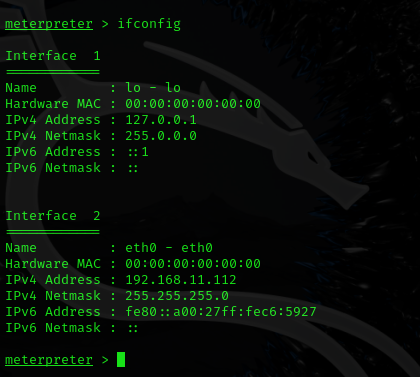 meterpreter > ifconfig
Interface  1
============
Name         : lo - lo
Hardware MAC : 00:00:00:00:00:00
IPv4 Address : 127.0.0.1
IPv4 Netmask : 255.0.0.0
IPv6 Address : ::1
IPv6 Netmask : ::
Interface  2
============
Name         : eth0 - eth0
Hardware MAC : 00:00:00:00:00:00
IPv4 Address : 192.168.11.112
IPv4 Netmask : 255.255.255.0
IPv6 Address : fe80::a00:27ff:fec6:5927
IPv6 Netmask : ::
meterpreter >